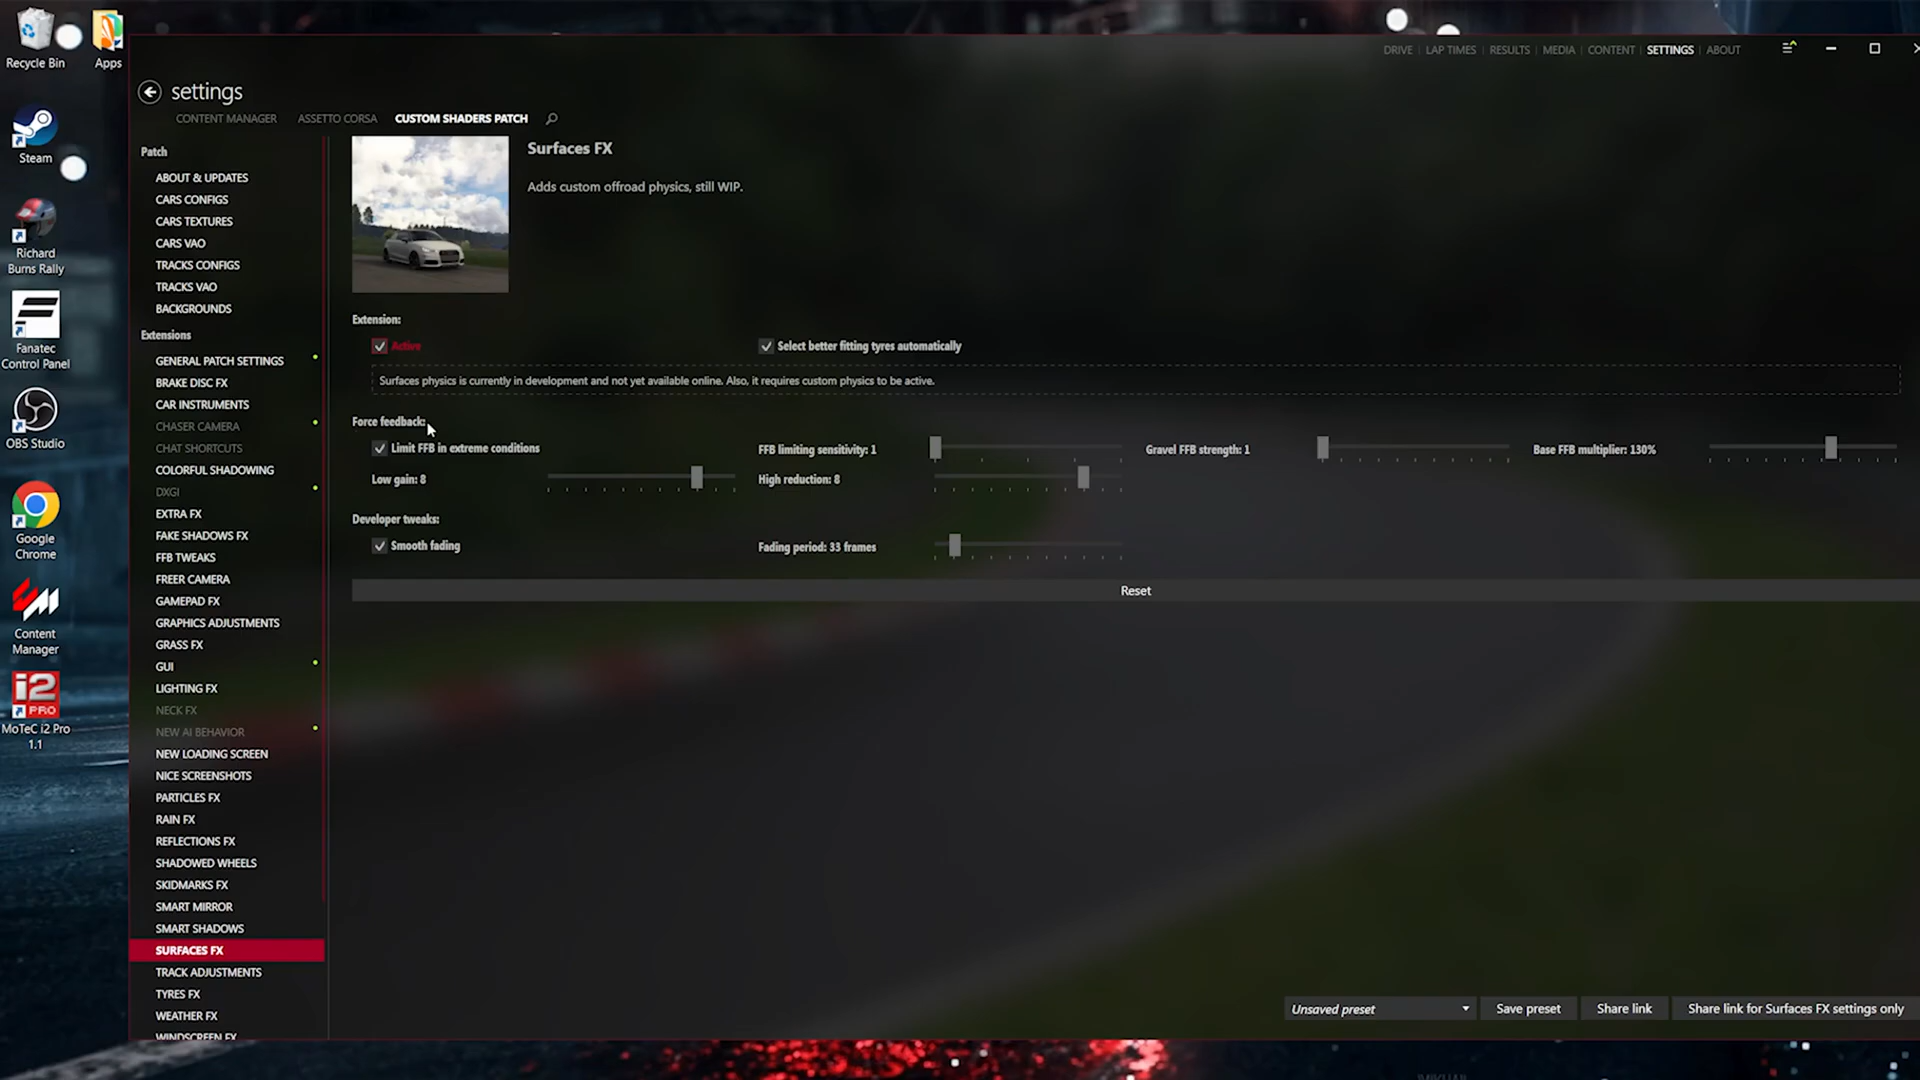 Recycle Bin
Apps
Steam
Richard
Burns Rally
Fanatec
Control Panel
OBS Studio
Google
Chrome
Content
Manager
i2
PRO
MoTeC i2 Pro
1.1
DRIVE
LAP TIMES
RESULTS
MEDIA
CONTENT
SETTINGS
ABOUT
settings
CONTENT MANAGER
ASSETTO CORSA
CUSTOM SHADERS PATCH
Patch
ABOUT & UPDATES
CARS CONFIGS
CARS TEXTURES
CARS VAO
TRACKS CONFIGS
TRACKS VAO
BACKGROUNDS
Extensions
GENERAL PATCH SETTINGS
BRAKE DISC FX
CAR INSTRUMENTS
CHASER CAMERA
CHAT SHORTCUTS
COLORFUL SHADOWING
DXGI
EXTRA FX
FAKE SHADOWS FX
FFB TWEAKS
FREER CAMERA
GAMEPAD FX
GRAPHICS ADJUSTMENTS
GRASS FX
GUI
LIGHTING FX
NECK FX
NEW AI BEHAVIOR
NEW LOADING SCREEN
NICE SCREENSHOTS
PARTICLES FX
RAIN FX
REFLECTIONS FX
SHADOWED WHEELS
SKIDMARKS FX
SMART MIRROR
SMART SHADOWS
SURFACES FX
TRACK ADJUSTMENTS
TYRES FX
WEATHER FX
WINDSCREEN FX
Surfaces FX
Adds custom offroad physics, still WIP.
Extension:
Active
Select better fitting tyres automatically
Surfaces physics is currently in development and not yet available online. Also, it requires custom physics to be active.
Force feedback:
Limit FFB in extreme conditions
FFB limiting sensitivity: 1
Gravel FFB strength: 1
Base FFB multiplier: 130%
Low gain: 8
High reduction: 8
Developer tweaks:
Smooth fading
Fading period: 33 frames
Reset
Unsaved preset
Save preset
Share link
Share link for Surfaces FX settings only